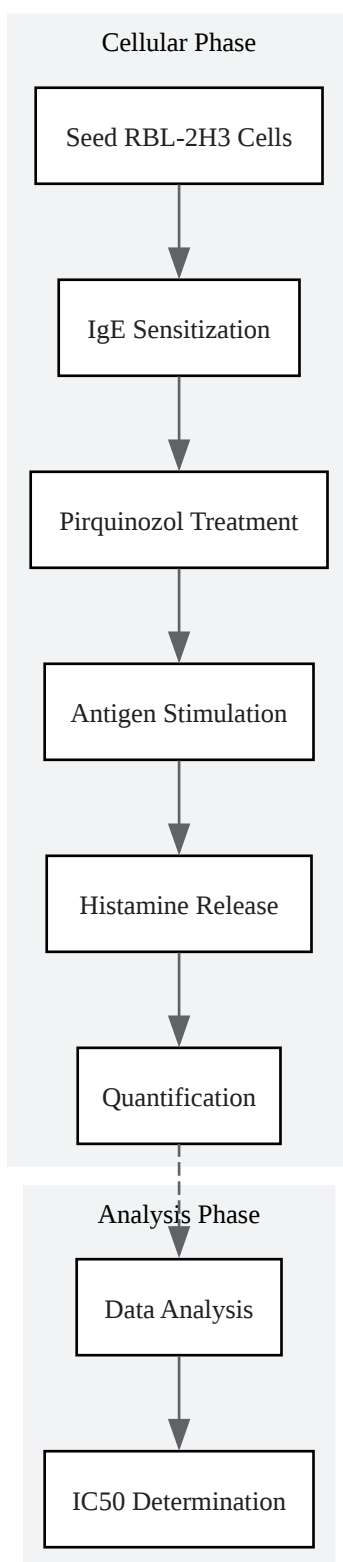 Cellular Phase
Seed RBL-2H3 Cells
IgE Sensitization
Pirquinozol Treatment
Antigen Stimulation
Histamine Release
Quantification
Analysis Phase
Data Analysis
IC50 Determination